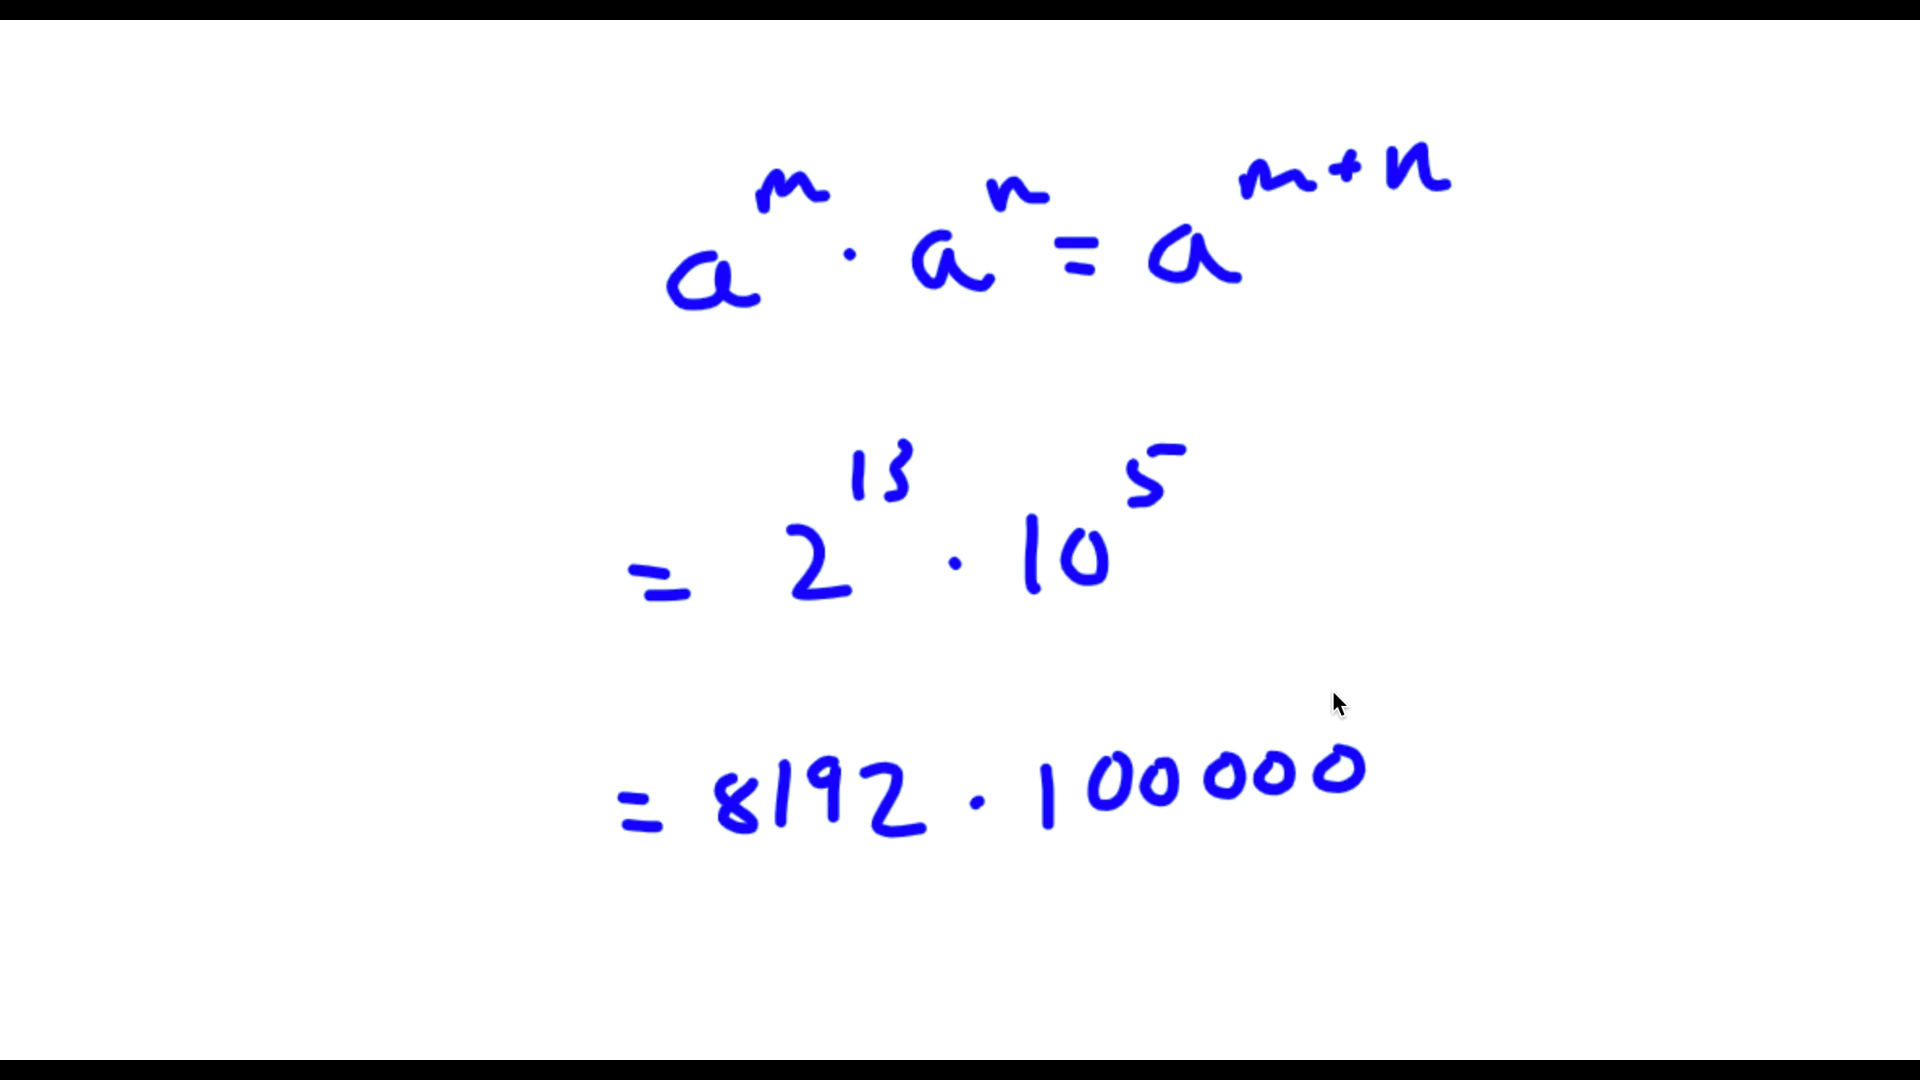 a^m · a^n = a^{m+n}
= 2^{13} · 10^5
= 8192 · 100000